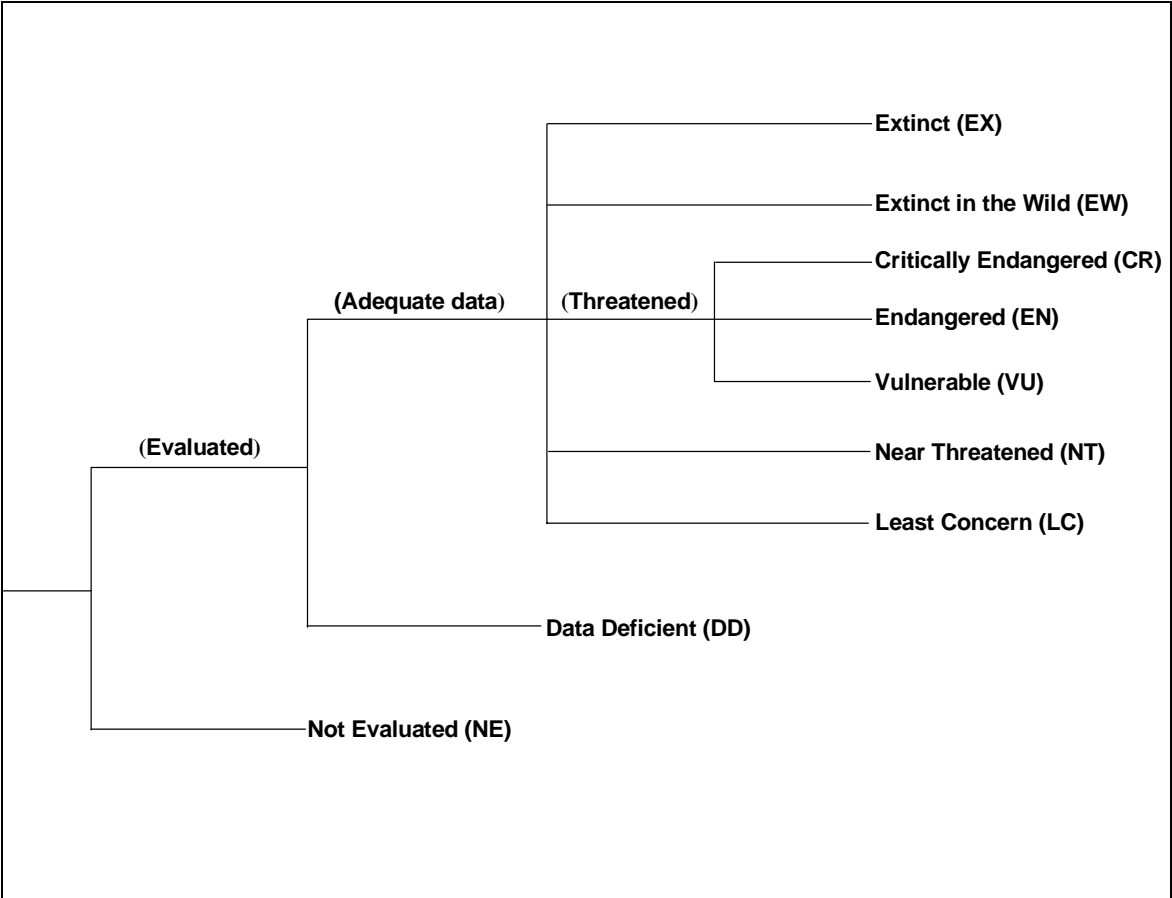 Extinct (EX)
Extinct in the Wild (EW)
Critically Endangered (CR)
(Adequate data)
(Threatened)
Endangered (EN)
Vulnerable (VU)
(Evaluated)
Near Threatened (NT)
Least Concern (LC)
Data Deficient (DD)
Not Evaluated (NE)